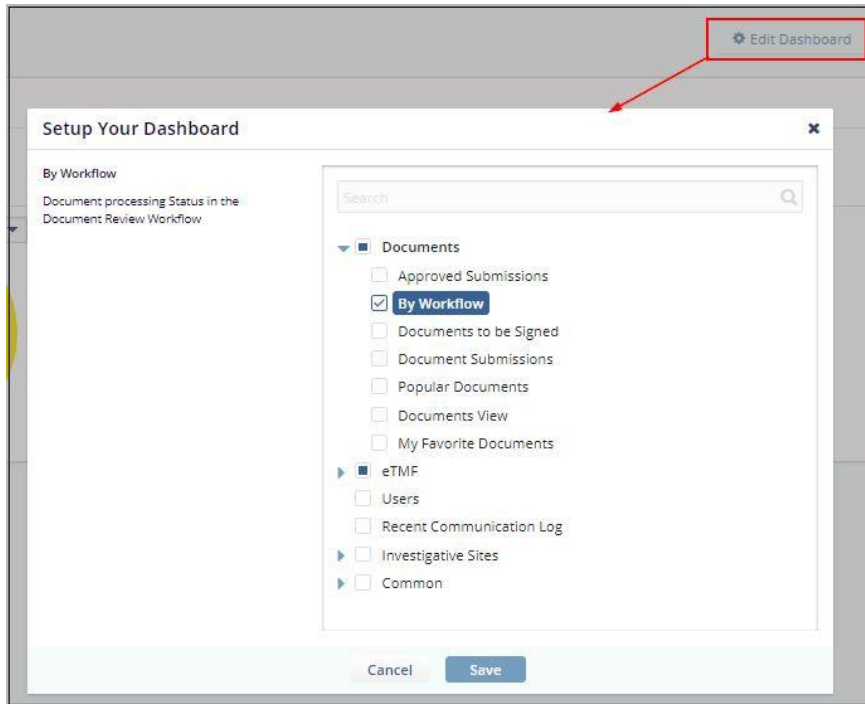 Edit Dashboard
Setup Your Dashboard
By Workflow
Document processing Status in the
Document Review Workflow
Search
Documents
Approved Submissions
By Workflow
Documents to be Signed
Document Submissions
Popular Documents
Documents View
My Favorite Documents
eTMF
Users
Recent Communication Log
Investigative Sites
Common
Cancel
Save